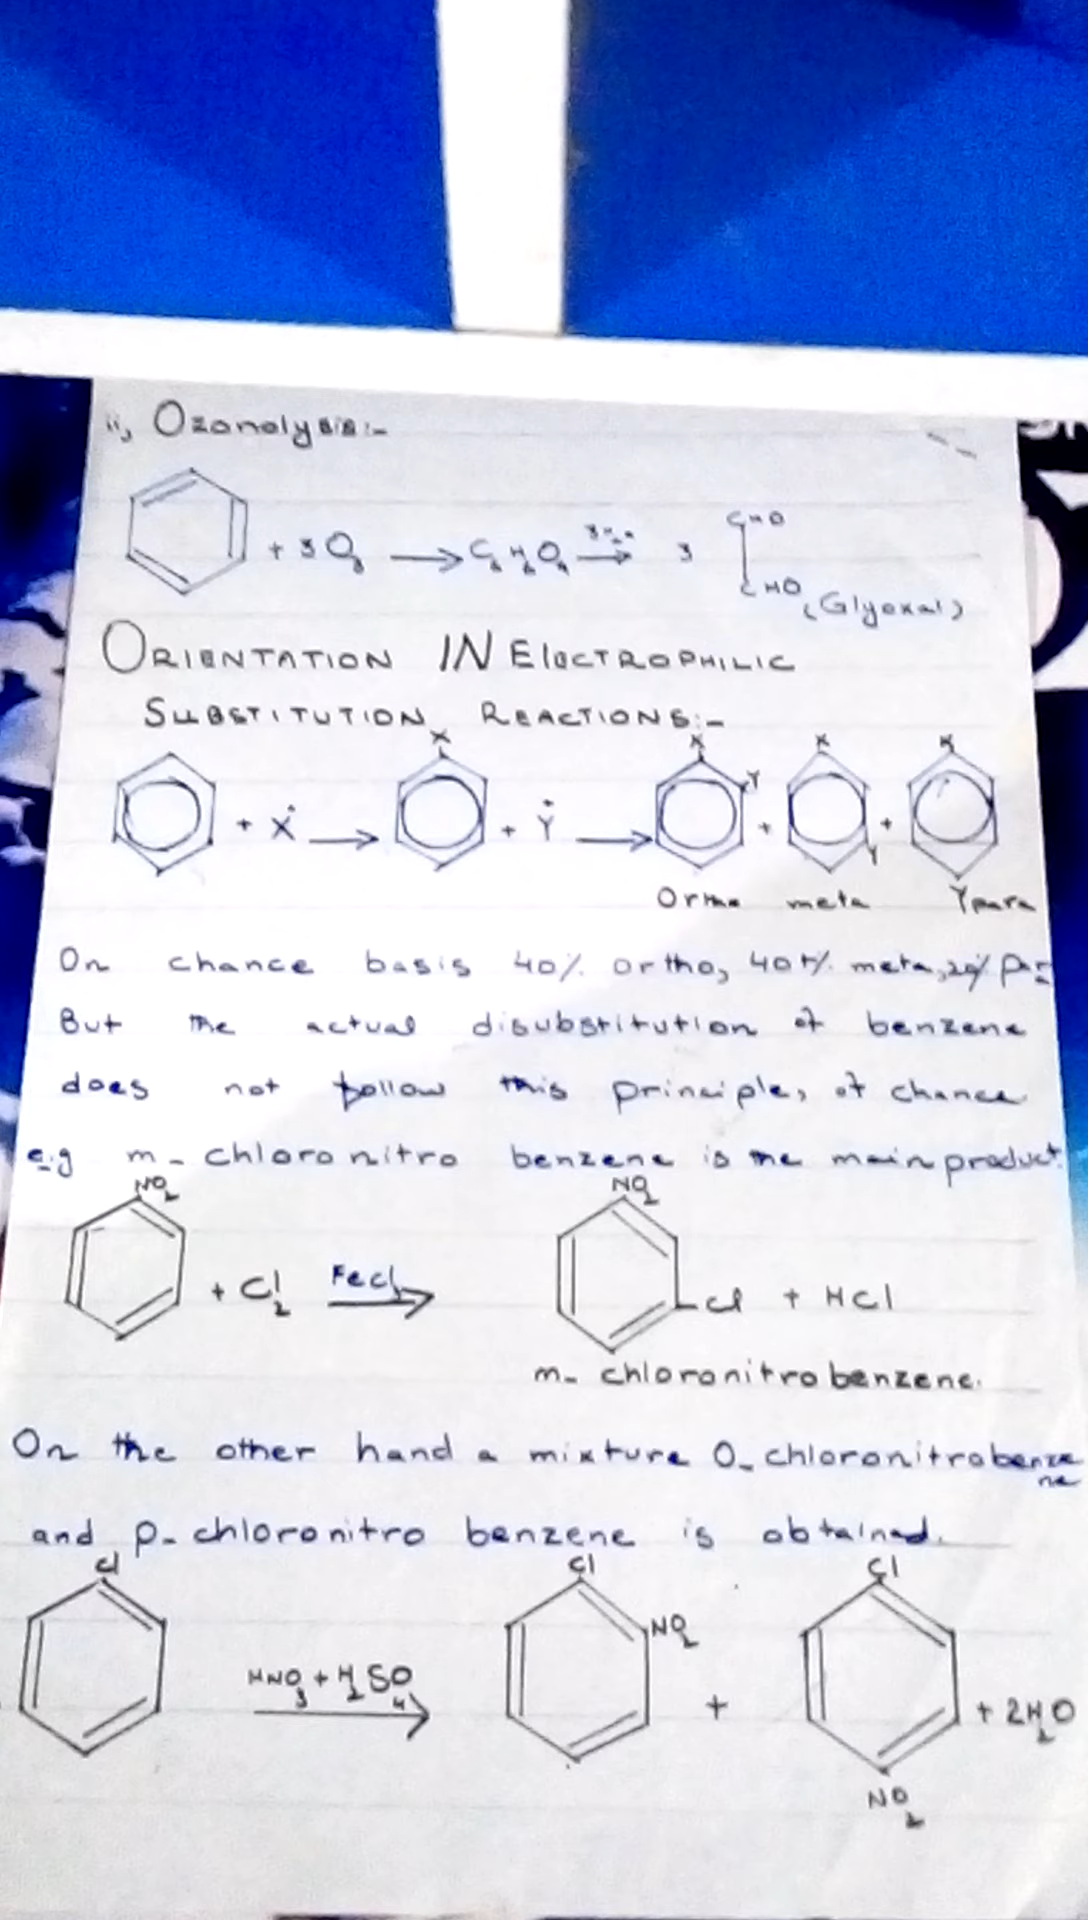 ii, Ozonolysis:-
+ 3O₃ → C₆H₆O₉ → 3 CHO
CHO (Glyoxal)
ORIENTATION IN ElECTROPHILIC
SUBSTITUTION REACTIONS:-
X X X X
+ X⁺ → + Y⁺ → Y + + Y
Ortho meta Y para
On chance basis 40% ortho, 40% meta, 20%
But the actual disubstitution of benzene
does not follow this principle, of chance
e.g m-chloronitro benzene is the main product.
NO₂ NO₂
+ Cl₂ FeCl₃ → Cl + HCl
m-chloronitrobenzene.
On the other hand a mixture O-chloronitrobenzene
and p-chloronitro benzene is obtained.
Cl Cl Cl
HNO₃ + H₂SO₄ → NO₂ + + 2H₂O
NO₂